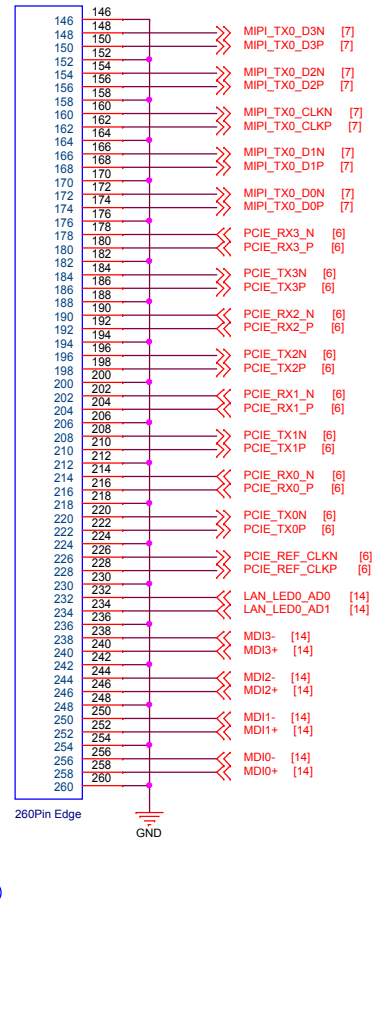 146 146
148 148 MIPI_TX0_D3N [7]
150 150 MIPI_TX0_D3P [7]
152 152
154 154 MIPI_TX0_D2N [7]
156 156 MIPI_TX0_D2P [7]
158 158
160 160 MIPI_TX0_CLKN [7]
162 162 MIPI_TX0_CLKP [7]
164 164
166 166 MIPI_TX0_D1N [7]
168 168 MIPI_TX0_D1P [7]
170 170
172 172 MIPI_TX0_D0N [7]
174 174 MIPI_TX0_D0P [7]
176 176
178 178 PCIE_RX3_N [6]
180 180 PCIE_RX3_P [6]
182 182
184 184 PCIE_TX3N [6]
186 186 PCIE_TX3P [6]
188 188
190 190 PCIE_RX2_N [6]
192 192 PCIE_RX2_P [6]
194 194
196 196 PCIE_TX2N [6]
198 198 PCIE_TX2P [6]
200 200
202 202 PCIE_RX1_N [6]
204 204 PCIE_RX1_P [6]
206 206
208 208 PCIE_TX1N [6]
210 210 PCIE_TX1P [6]
212 212
214 214 PCIE_RX0_N [6]
216 216 PCIE_RX0_P [6]
218 218
220 220 PCIE_TX0N [6]
222 222 PCIE_TX0P [6]
224 224
226 226 PCIE_REF_CLKN [6]
228 228 PCIE_REF_CLKP [6]
230 230
232 232 LAN_LED0_AD0 [14]
234 234 LAN_LED0_AD1 [14]
236 236
238 238 MDI3- [14]
240 240 MDI3+ [14]
242 242
244 244 MDI2- [14]
246 246 MDI2+ [14]
248 248
250 250 MDI1- [14]
252 252 MDI1+ [14]
254 254
256 256 MDI0- [14]
258 258 MDI0+ [14]
260 260
260Pin Edge
GND
)